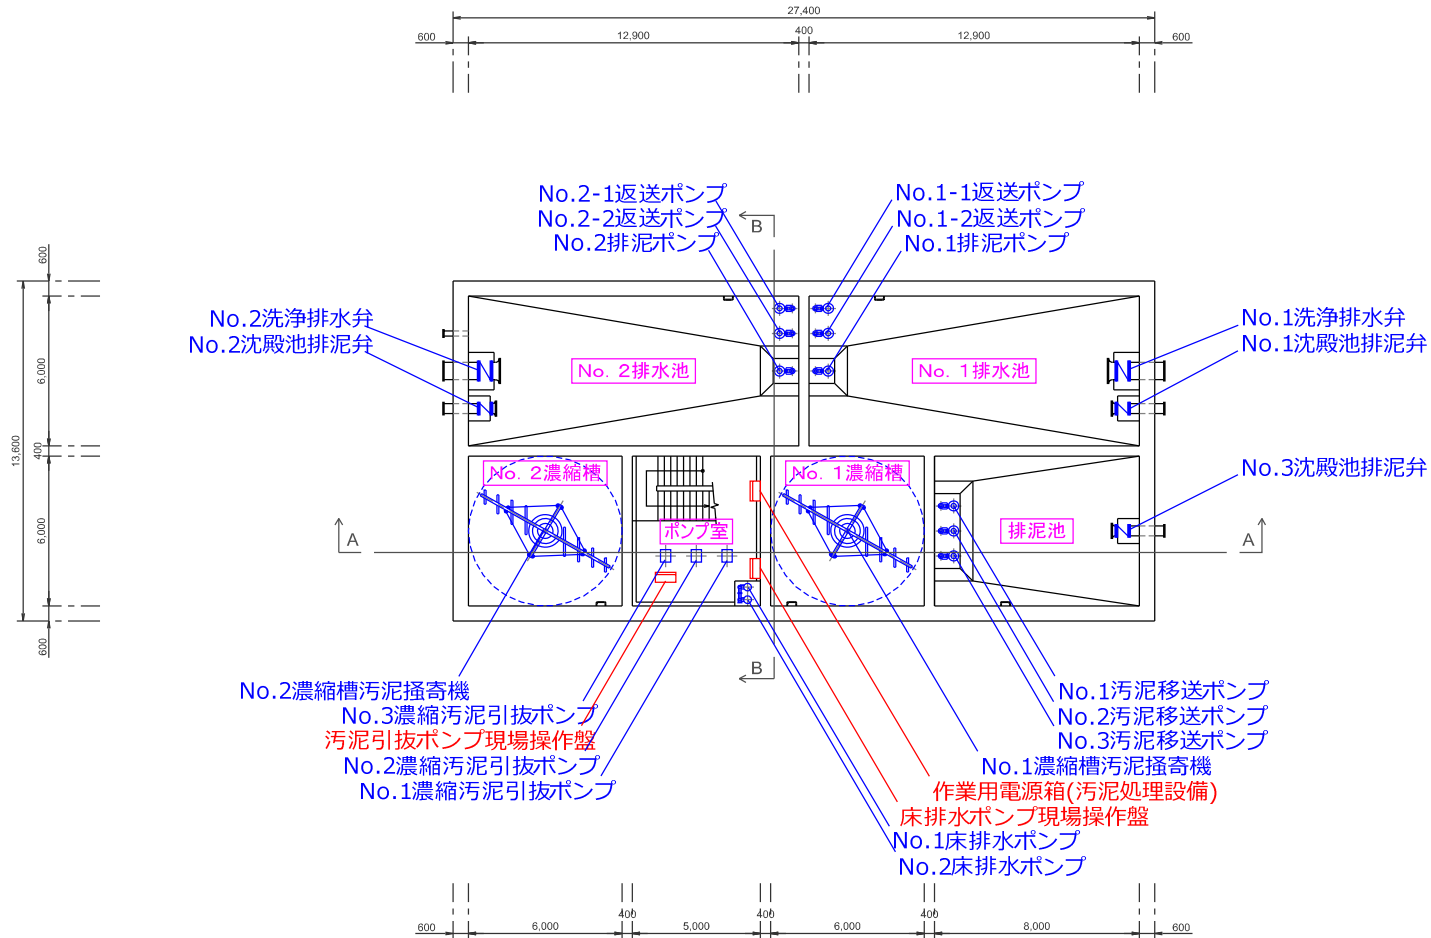 27,400
600
12,900
400
12,900
600
No.2-1返送ポンプ
No.2-2返送ポンプ
No.2排泥ポンプ
No.1-1返送ポンプ
No.1-2返送ポンプ
No.1排泥ポンプ
B
600
6,000
400
6,000
600
13,600
No.2洗浄排水弁
No.2沈殿池排泥弁
No.1洗浄排水弁
No.1沈殿池排泥弁
No.3沈殿池排泥弁
No. 2排水池
No. 1排水池
No. 2濃縮槽
ポンプ室
No. 1濃縮槽
排泥池
A
A
B
No.2濃縮槽汚泥掻寄機
No.3濃縮汚泥引抜ポンプ
汚泥引抜ポンプ現場操作盤
No.2濃縮汚泥引抜ポンプ
No.1濃縮汚泥引抜ポンプ
No.1汚泥移送ポンプ
No.2汚泥移送ポンプ
No.3汚泥移送ポンプ
No.1濃縮槽汚泥掻寄機
作業用電源箱(汚泥処理設備)
床排水ポンプ現場操作盤
No.1床排水ポンプ
No.2床排水ポンプ
600
6,000
400
5,000
400
6,000
400
8,000
600